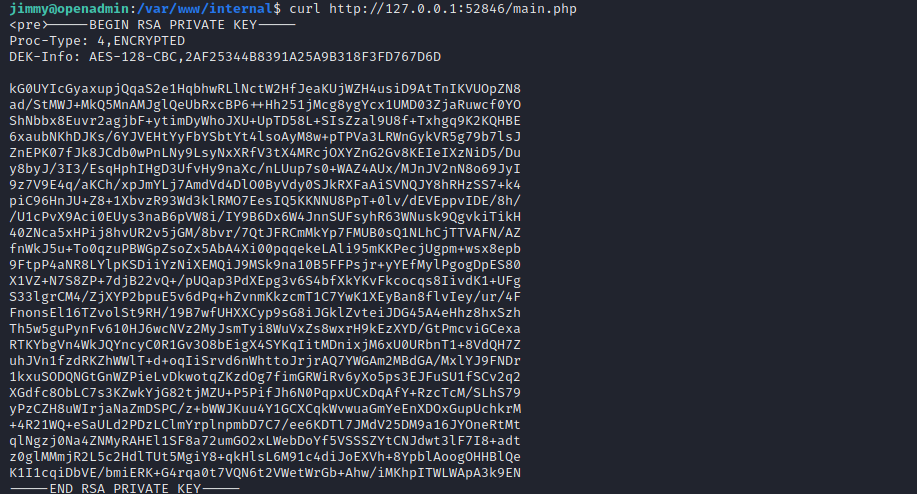 jimmy@openadmin:/var/www/internal$ curl http://127.0.0.1:52846/main.php
<pre>-----BEGIN RSA PRIVATE KEY-----
Proc-Type: 4,ENCRYPTED
DEK-Info: AES-128-CBC,2AF25344B8391A25A9B318F3FD767D6D
kG0UYIcGyaxupjQqaS2e1HqbhwRLlNctW2HfJeaKUjWZH4usiD9AtTnIKVUOpZN8
ad/StMWJ+MkQ5MnAMJglQeUbRxcBP6++Hh251jMcg8ygYcx1UMD03ZjaRuwcf0YO
ShNbbx8Euvr2agjbF+ytimDyWhoJXU+UpTD58L+SIsZzal9U8f+Txhgq9K2KQHBE
6xaubNKhDJKs/6YJVEHtYyFbYSbtYt4lsoAyM8w+pTPVa3LRWnGykVR5g79b7lsJ
ZnEPK07fJk8JCdb0wPnLNy9LsyNxXRfV3tX4MRcjOXYZnG2Gv8KEIeIXzNiD5/Du
y8byJ/3I3/EsqHphIHgD3UfvHy9naXc/nLUup7s0+WAZ4AUx/MJnJV2nN8o69JyI
9z7V9E4q/aKCh/xpJmYLj7AmdVd4DlO0ByVdy0SJkRXFaAiSVNQJY8hRHzSS7+k4
piC96HnJU+Z8+1XbvzR93Wd3klRMO7EesIQ5KKNNU8PpT+0lv/dEVEppvIDE/8h/
/U1cPvX9Aci0EUys3naB6pVW8i/IY9B6Dx6W4JnnSUFsyhR63WNusk9QgvkiTikH
40ZNca5xHPij8hvUR2v5jGM/8bvr/7QtJFRCmMkYp7FMUB0sQ1NLhCjTTVAFN/AZ
fnWkJ5u+To0qzuPBWGpZsoZx5AbA4Xi00pqqekeLAli95mKKPecjUgpm+wsx8epb
9FtpP4aNR8LYlpKSDiiYzNiXEMQiJ9MSk9na10B5FFPsjr+yYEfMylPgogDpES80
X1VZ+N7S8ZP+7djB22vQ+/pUQap3PdXEpg3v6S4bfXkYKvFkcocqs8IivdK1+UFg
S33lgrCM4/ZjXYP2bpuE5v6dPq+hZvnmKkzcmT1C7YwK1XEyBan8flvIey/ur/4F
FnonsEl16TZvolSt9RH/19B7wfUHXXCyp9sG8iJGklZvteiJDG45A4eHhz8hxSzh
Th5w5guPynFv610HJ6wcNVz2MyJsmTyi8WuVxZs8wxrH9kEzXYD/GtPmcviGCexa
RTKYbgVn4WkJQYncyC0R1Gv3O8bEigX4SYKqIitMDnixjM6xU0URbnT1+8VdQH7Z
uhJVn1fzdRKZhWWlT+d+oqIiSrvd6nWhttoJrjrAQ7YWGAm2MBdGA/MxlYJ9FNDr
1kxuSODQNGtGnWZPieLvDkwotqZKzdOg7fimGRWiRv6yXo5ps3EJFuSU1fSCv2q2
XGdfc8ObLC7s3KZwkYjG82tjMZU+P5PifJh6N0PqpxUCxDqAfY+RzcTcM/SLhS79
yPzCZH8uWIrjaNaZmDSPC/z+bWWJKuu4Y1GCXCqkWvwuaGmYeEnXDOxGupUchkrM
+4R21WQ+eSaULd2PDzLClmYrplnpmbD7C7/ee6KDTl7JMdV25DM9a16JYOneRtMt
qlNgzj0Na4ZNMyRAHEl1SF8a72umGO2xLWebDoYf5VSSSZYtCNJdwt3lF7I8+adt
z0glMMmjR2L5c2HdlTUt5MgiY8+qkHlsL6M91c4diJoEXVh+8YpblAoogOHHBlQe
K1I1cqiDbVE/bmiERK+G4rqa0t7VQN6t2VWetWrGb+Ahw/iMKhpITWLWApA3k9EN
-----END RSA PRIVATE KEY-----